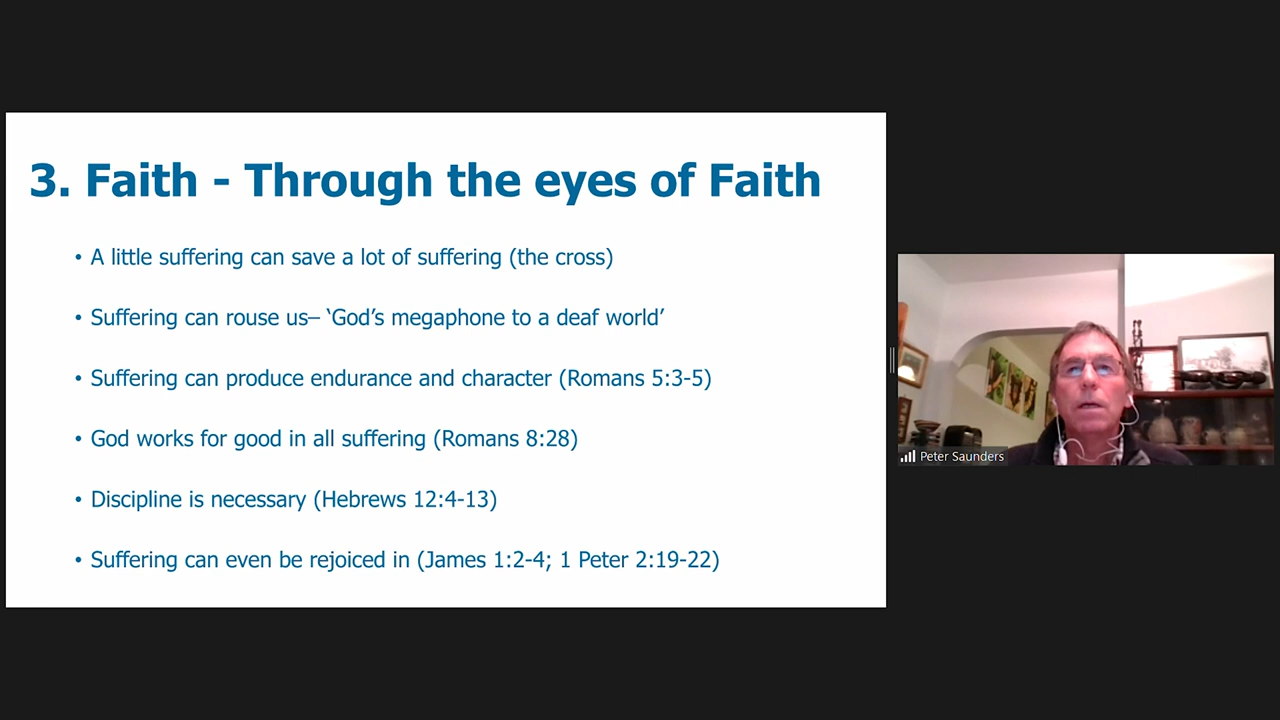 3. Faith - Through the eyes of Faith
• A little suffering can save a lot of suffering (the cross)
• Suffering can rouse us– ‘God’s megaphone to a deaf world’
• Suffering can produce endurance and character (Romans 5:3-5)
• God works for good in all suffering (Romans 8:28)
• Discipline is necessary (Hebrews 12:4-13)
• Suffering can even be rejoiced in (James 1:2-4; 1 Peter 2:19-22)
Peter Saunders